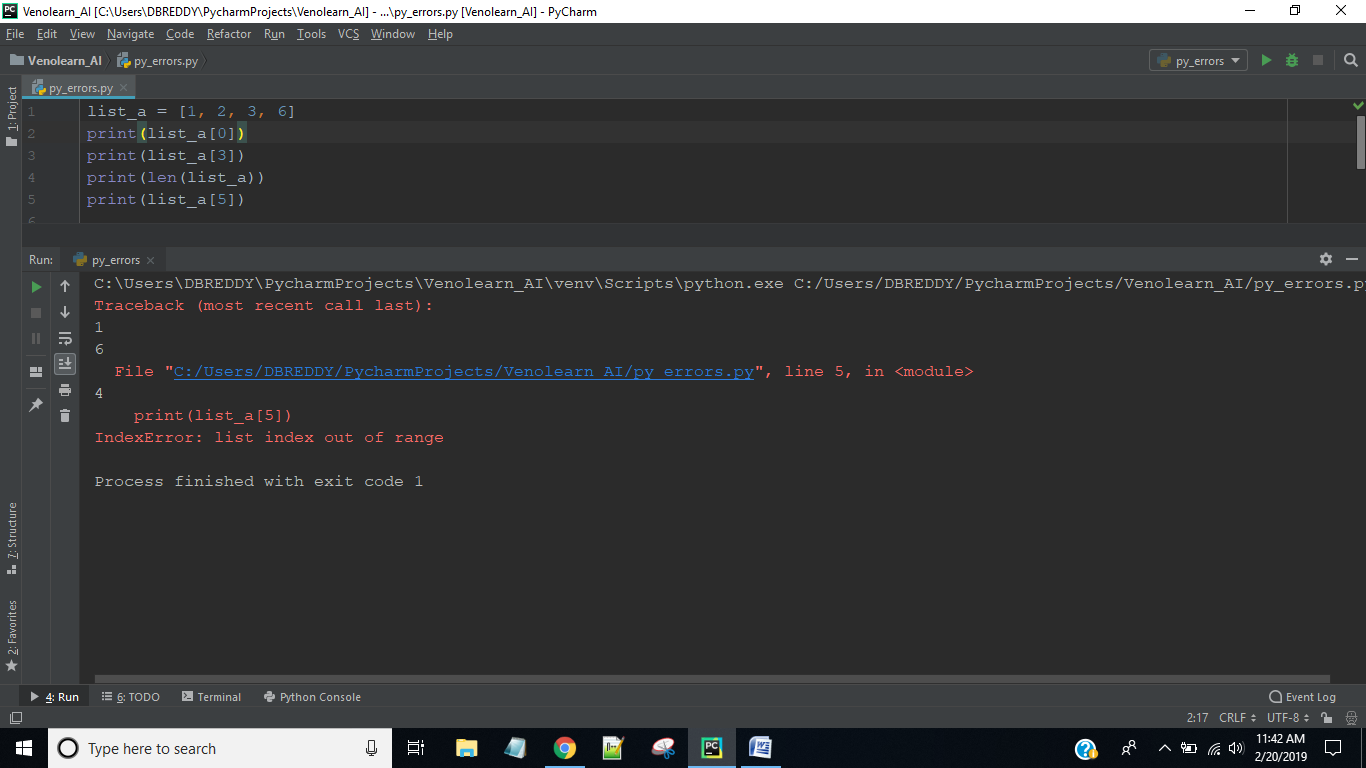 Venolearn_AI [C:\Users\DBREDDY\PycharmProjects\Venolearn_AI] - ...\py_errors.py [Venolearn_AI] - PyCharm
File Edit View Navigate Code Refactor Run Tools VCS Window Help
Venolearn_AI py_errors.py py_errors
1: Project
py_errors.py
1 list_a = [1, 2, 3, 6]
2 print(list_a[0])
3 print(list_a[3])
4 print(len(list_a))
5 print(list_a[5])
6
Run: py_errors
C:\Users\DBREDDY\PycharmProjects\Venolearn_AI\venv\Scripts\python.exe C:/Users/DBREDDY/PycharmProjects/Venolearn_AI/py_errors.py
Traceback (most recent call last):
1
6
File "C:/Users/DBREDDY/PycharmProjects/Venolearn_AI/py_errors.py", line 5, in <module>
4
print(list_a[5])
IndexError: list index out of range
Process finished with exit code 1
7: Structure
2: Favorites
4: Run 6: TODO Terminal Python Console Event Log
2:17 CRLF UTF-8
Type here to search
11:42 AM
2/20/2019